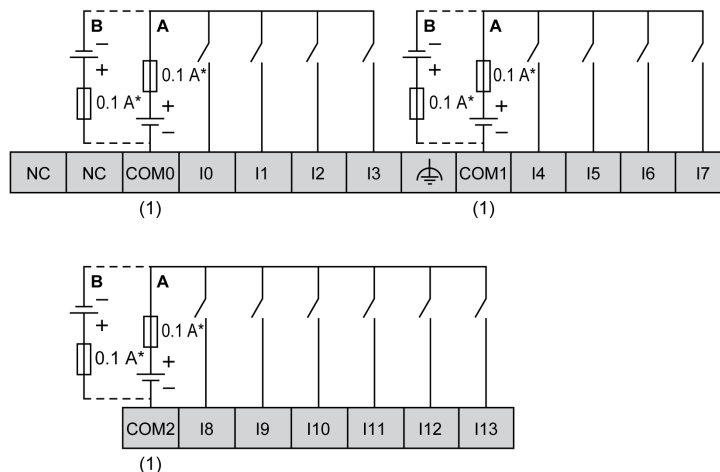 B A B A
− −
+ 0.1 A* + 0.1 A*
0.1 A* + 0.1 A* +
− −
NC NC COM0 I0 I1 I2 I3 COM1 I4 I5 I6 I7
(1) (1)
B A
−
+ 0.1 A*
0.1 A* +
−
COM2 I8 I9 I10 I11 I12 I13
(1)